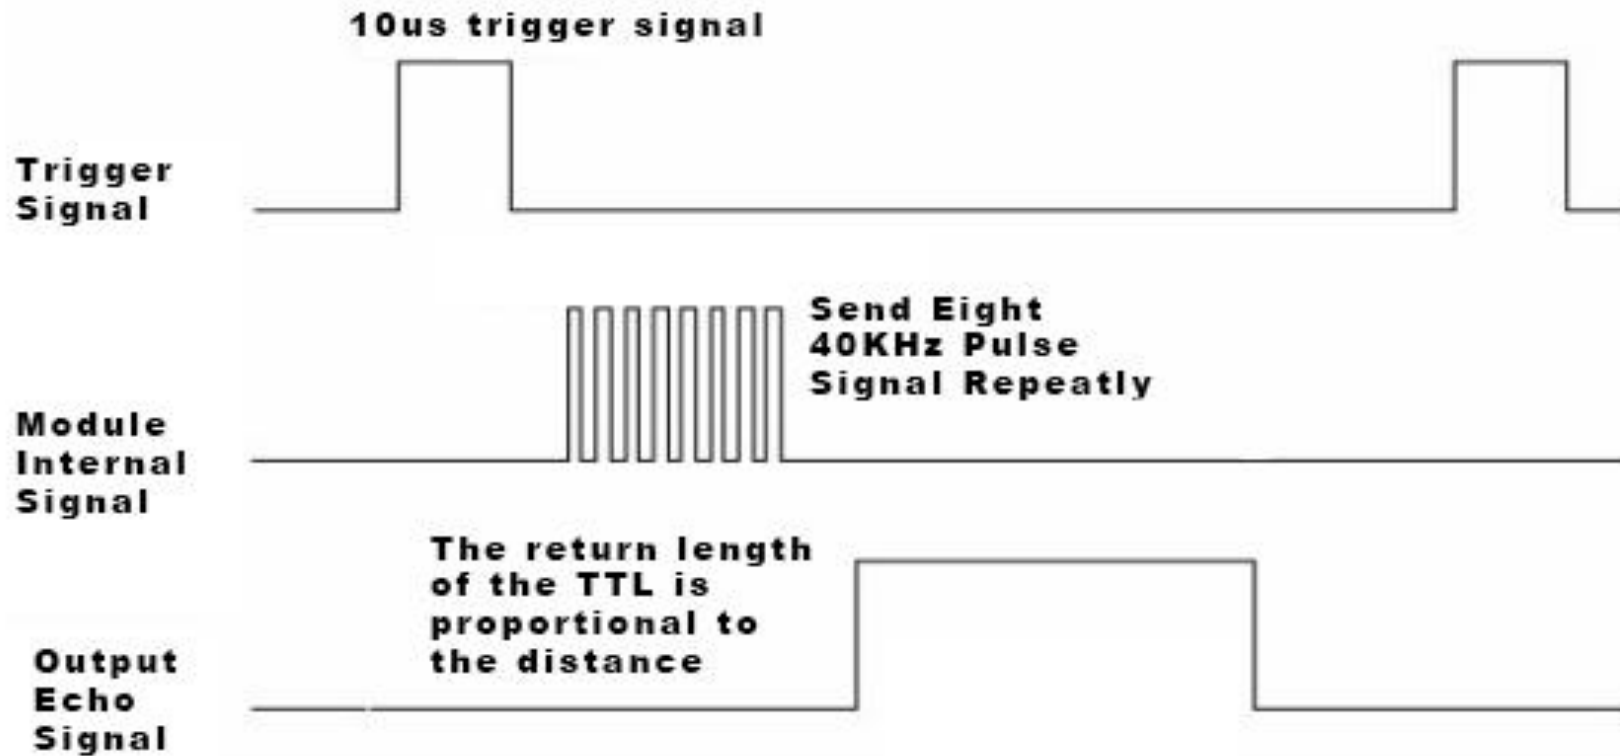 10us trigger signal
Trigger
Signal
Send Eight
40KHz Pulse
Signal Repeatly
Module
Internal
Signal
The return length
of the TTL is
proportional to
the distance
Output
Echo
Signal